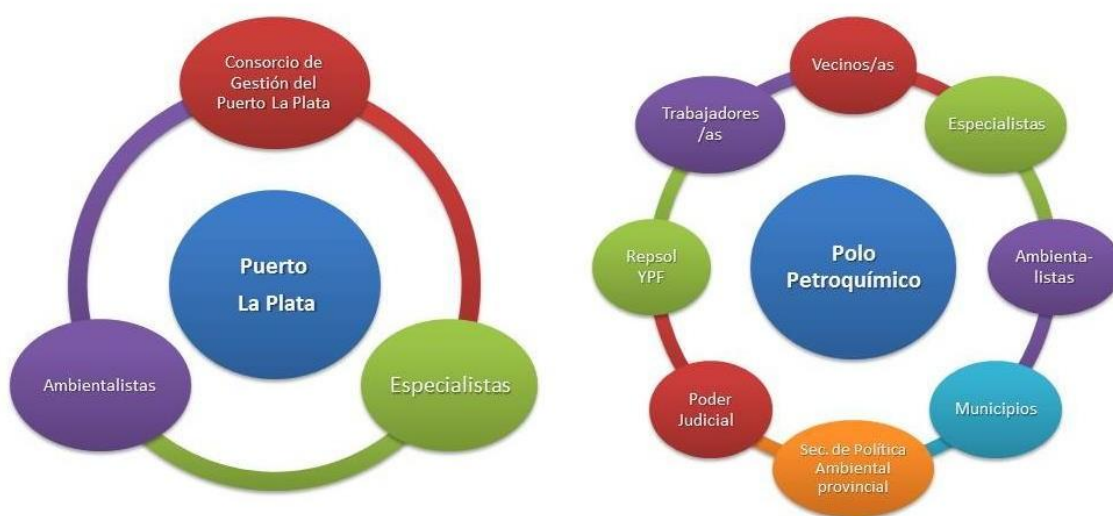 Consorcio de
Gestión del
Puerto La Plata
Puerto
La Plata
Ambientalistas
Especialistas
Vecinos/as
Trabajadores
/as
Especialistas
Repsol
YPF
Polo
Petroquímico
Ambienta-
listas
Poder
Judicial
Municipios
Sec. de Política
Ambiental
provincial